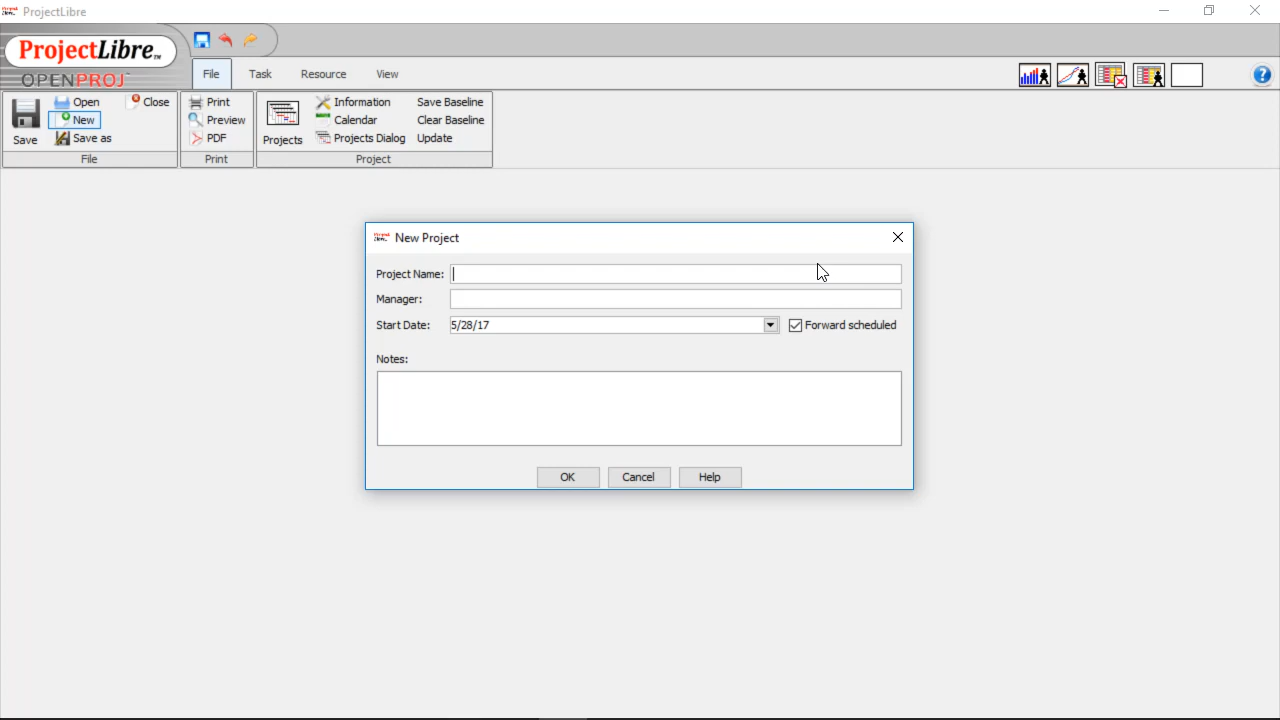 ProjectLibre
ProjectLibre™
OPENPROJ
File Task Resource View
Open Close
New
Save as
Save
File
Print
Preview
PDF
Print
Projects
Information Save Baseline
Calendar Clear Baseline
Projects Dialog Update
Project
New Project
Project Name:
Manager:
Start Date: 5/28/17 Forward scheduled
Notes:
OK Cancel Help